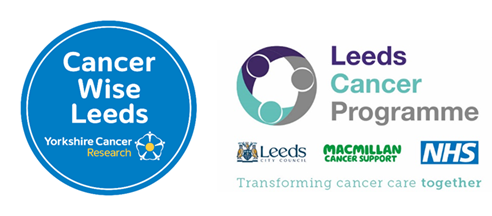 Cancer
Wise
Leeds
Yorkshire Cancer
Research
Leeds
Cancer
Programme
Leeds
CITY COUNCIL
MACMILLAN
CANCER SUPPORT
NHS
Transforming cancer care together